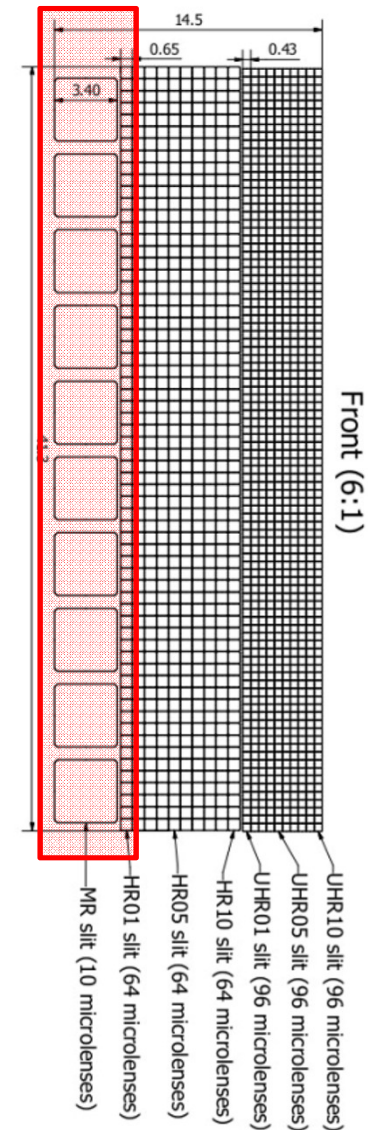 14.5
0.65
0.43
3.40
Front (6:1)
UHR10 slit (96 microlenses)
UHR05 slit (96 microlenses)
UHR01 slit (96 microlenses)
HR10 slit (64 microlenses)
HR05 slit (64 microlenses)
HR01 slit (64 microlenses)
MR slit (10 microlenses)